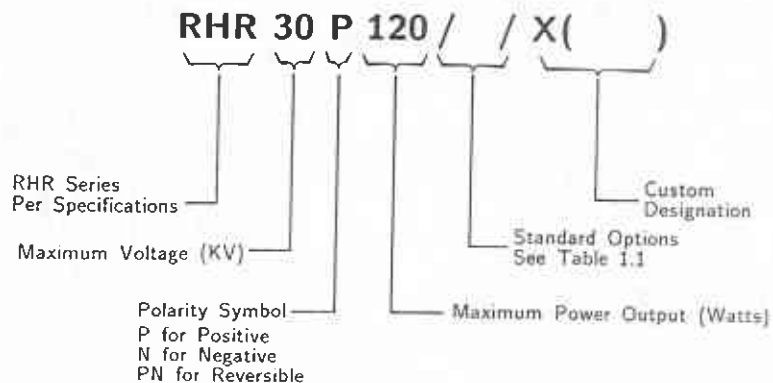 RHR 30 P 120 / / X( )
RHR Series
Per Specifications
Custom
Designation
Maximum Voltage (KV)
Standard Options
See Table 1.1
Polarity Symbol
P for Positive
N for Negative
PN for Reversible
Maximum Power Output (Watts)